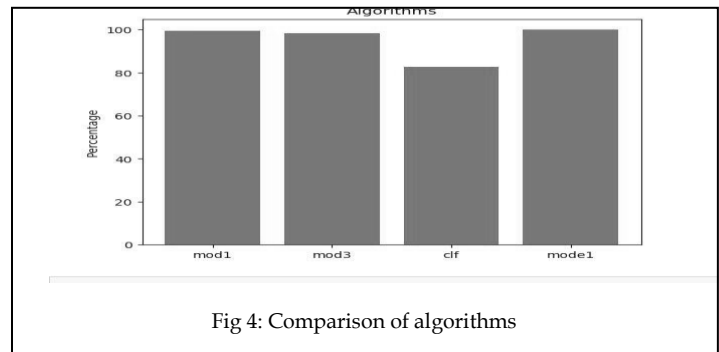 Algorithms
100
80
60
40
20
0
Percentage
mod1 mod3 clf mode1
Fig 4: Comparison of algorithms